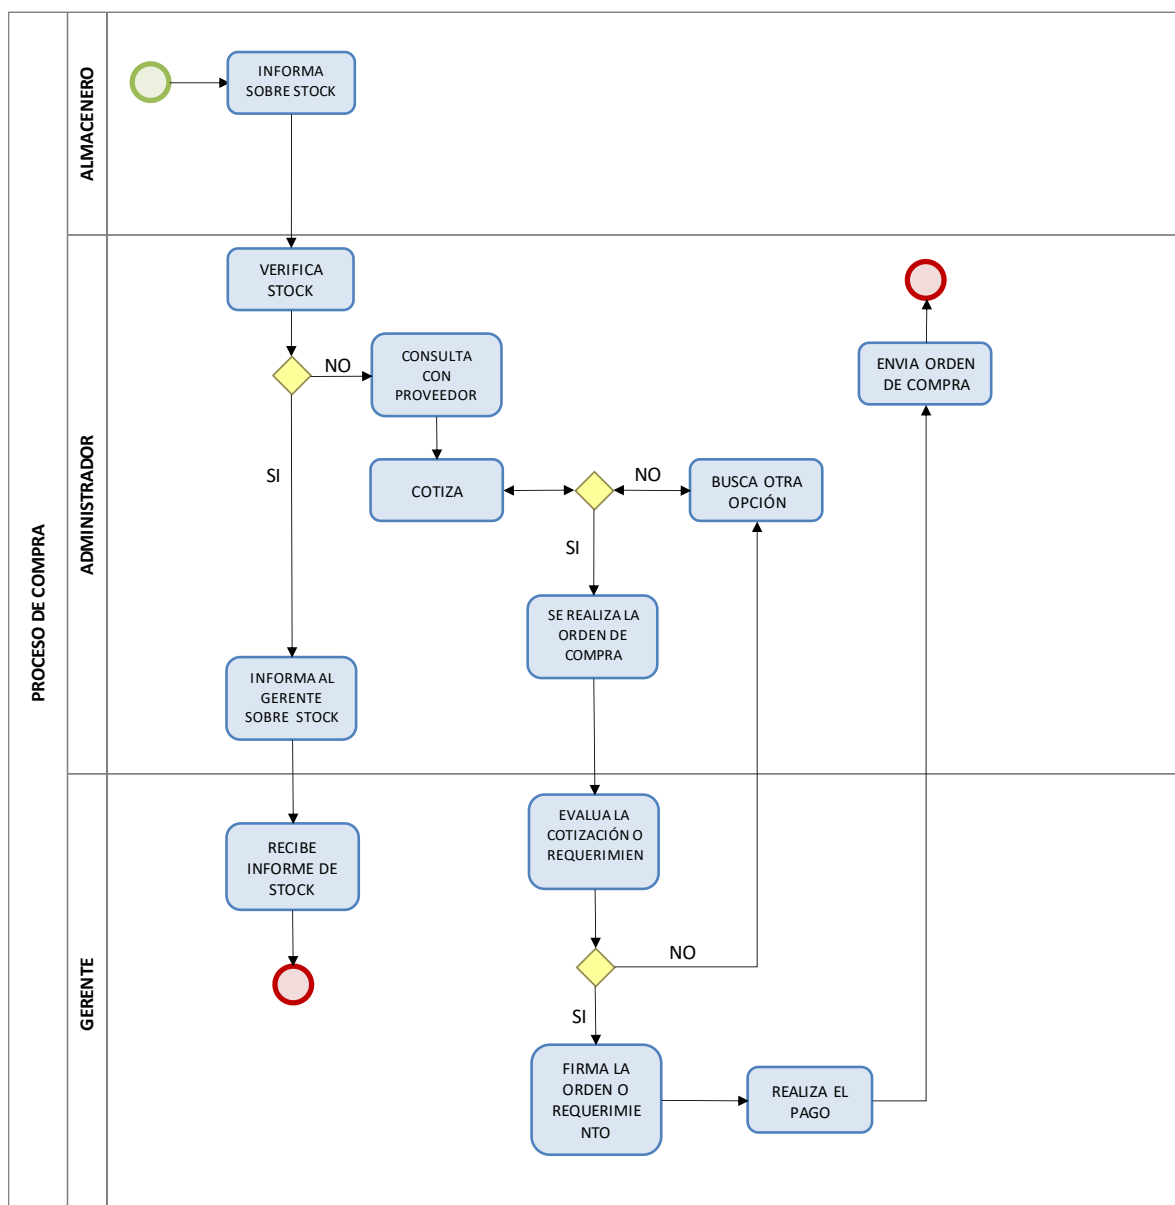 PROCESO DE COMPRA
ALMACENERO
INFORMA
SOBRE STOCK
ADMINISTRADOR
VERIFICA
STOCK
NO
CONSULTA
CON
PROVEEDOR
ENVIA ORDEN
DE COMPRA
SI
COTIZA
NO
BUSCA OTRA
OPCIÓN
SI
SE REALIZA LA
ORDEN DE
COMPRA
INFORMA AL
GERENTE
SOBRE STOCK
GERENTE
RECIBE
INFORME DE
STOCK
EVALUA LA
COTIZACIÓN O
REQUERIMIEN
NO
SI
FIRMA LA
ORDEN O
REQUERIMIE
NTO
REALIZA EL
PAGO